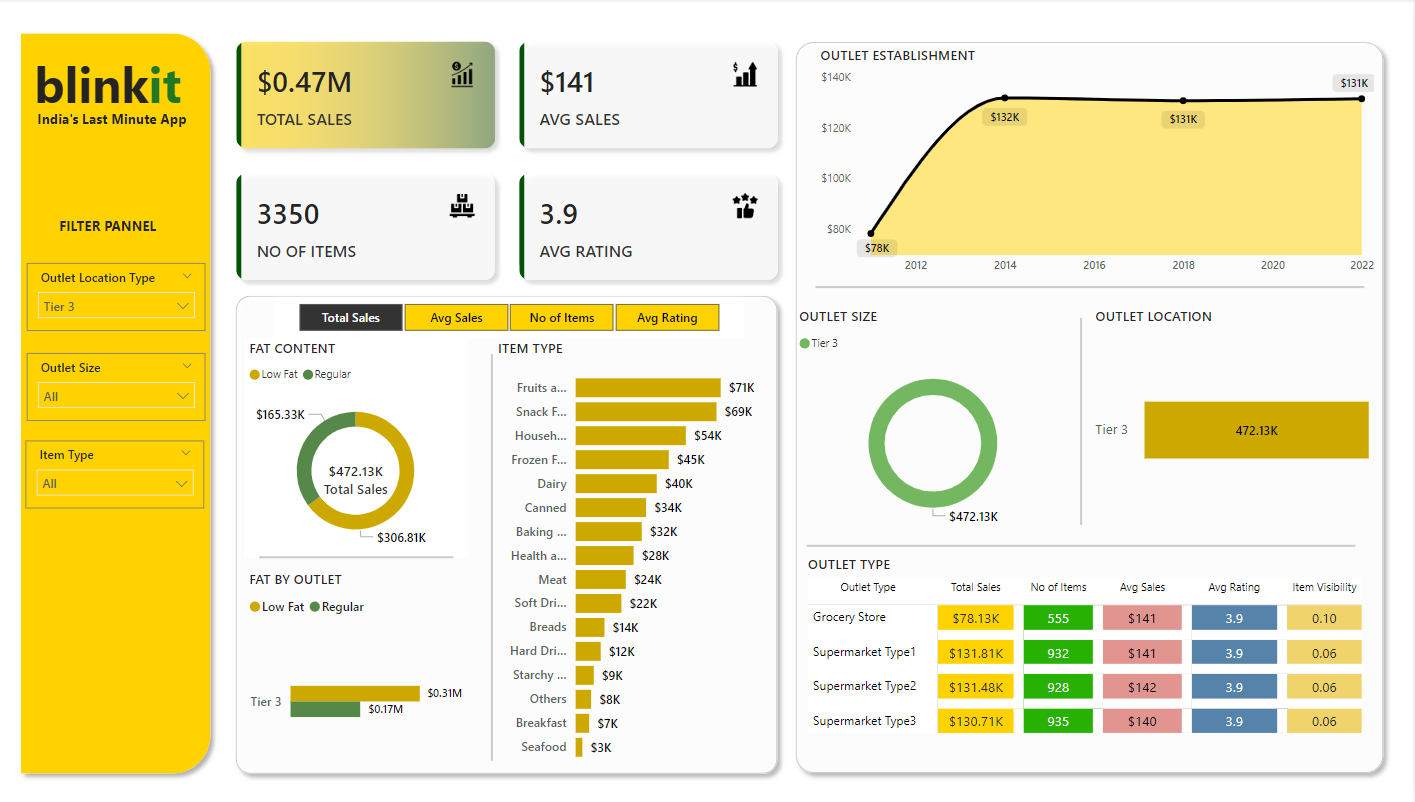 blinkit
India's Last Minute App
FILTER PANNEL
Outlet Location Type
Tier 3
Outlet Size
All
Item Type
All
$0.47M
TOTAL SALES
$141
AVG SALES
3350
NO OF ITEMS
3.9
AVG RATING
Total Sales Avg Sales No of Items Avg Rating
FAT CONTENT
Low Fat Regular
$165.33K
$472.13K
Total Sales
$306.81K
FAT BY OUTLET
Low Fat Regular
Tier 3 $0.31M
$0.17M
ITEM TYPE
Fruits a... $71K
Snack F... $69K
Househ... $54K
Frozen F... $45K
Dairy $40K
Canned $34K
Baking ... $32K
Health a... $28K
Meat $24K
Soft Dri... $22K
Breads $14K
Hard Dri... $12K
Starchy ... $9K
Others $8K
Breakfast $7K
Seafood $3K
OUTLET ESTABLISHMENT
$140K
$120K
$100K
$80K
$78K
$132K
$131K
$131K
2012 2014 2016 2018 2020 2022
OUTLET SIZE
Tier 3
$472.13K
OUTLET LOCATION
Tier 3 472.13K
OUTLET TYPE
Outlet Type Total Sales No of Items Avg Sales Avg Rating Item Visibility
Grocery Store $78.13K 555 $141 3.9 0.10
Supermarket Type1 $131.81K 932 $141 3.9 0.06
Supermarket Type2 $131.48K 928 $142 3.9 0.06
Supermarket Type3 $130.71K 935 $140 3.9 0.06